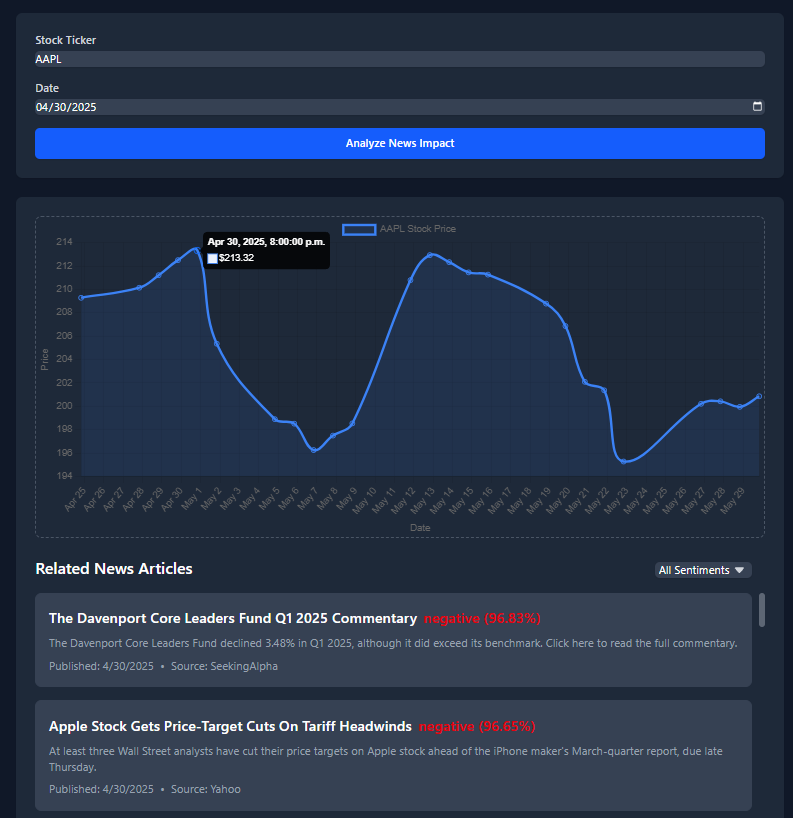 Stock Ticker
AAPL
Date
04/30/2025
Analyze News Impact
AAPL Stock Price
Apr 30, 2025, 8:00:00 p.m.
$213.32
214
212
210
208
206
204
202
200
198
196
194
Price
Apr 25
Apr 26
Apr 27
Apr 28
Apr 29
Apr 30
May 1
May 2
May 3
May 4
May 5
May 6
May 7
May 8
May 9
May 10
May 11
May 12
May 13
May 14
May 15
May 16
May 17
May 18
May 19
May 20
May 21
May 22
May 23
May 24
May 25
May 26
May 27
May 28
May 29
Date
Related News Articles
All Sentiments
The Davenport Core Leaders Fund Q1 2025 Commentary negative (96.83%)
The Davenport Core Leaders Fund declined 3.48% in Q1 2025, although it did exceed its benchmark. Click here to read the full commentary.
Published: 4/30/2025 • Source: SeekingAlpha
Apple Stock Gets Price-Target Cuts On Tariff Headwinds negative (96.65%)
At least three Wall Street analysts have cut their price targets on Apple stock ahead of the iPhone maker's March-quarter report, due late
Thursday.
Published: 4/30/2025 • Source: Yahoo